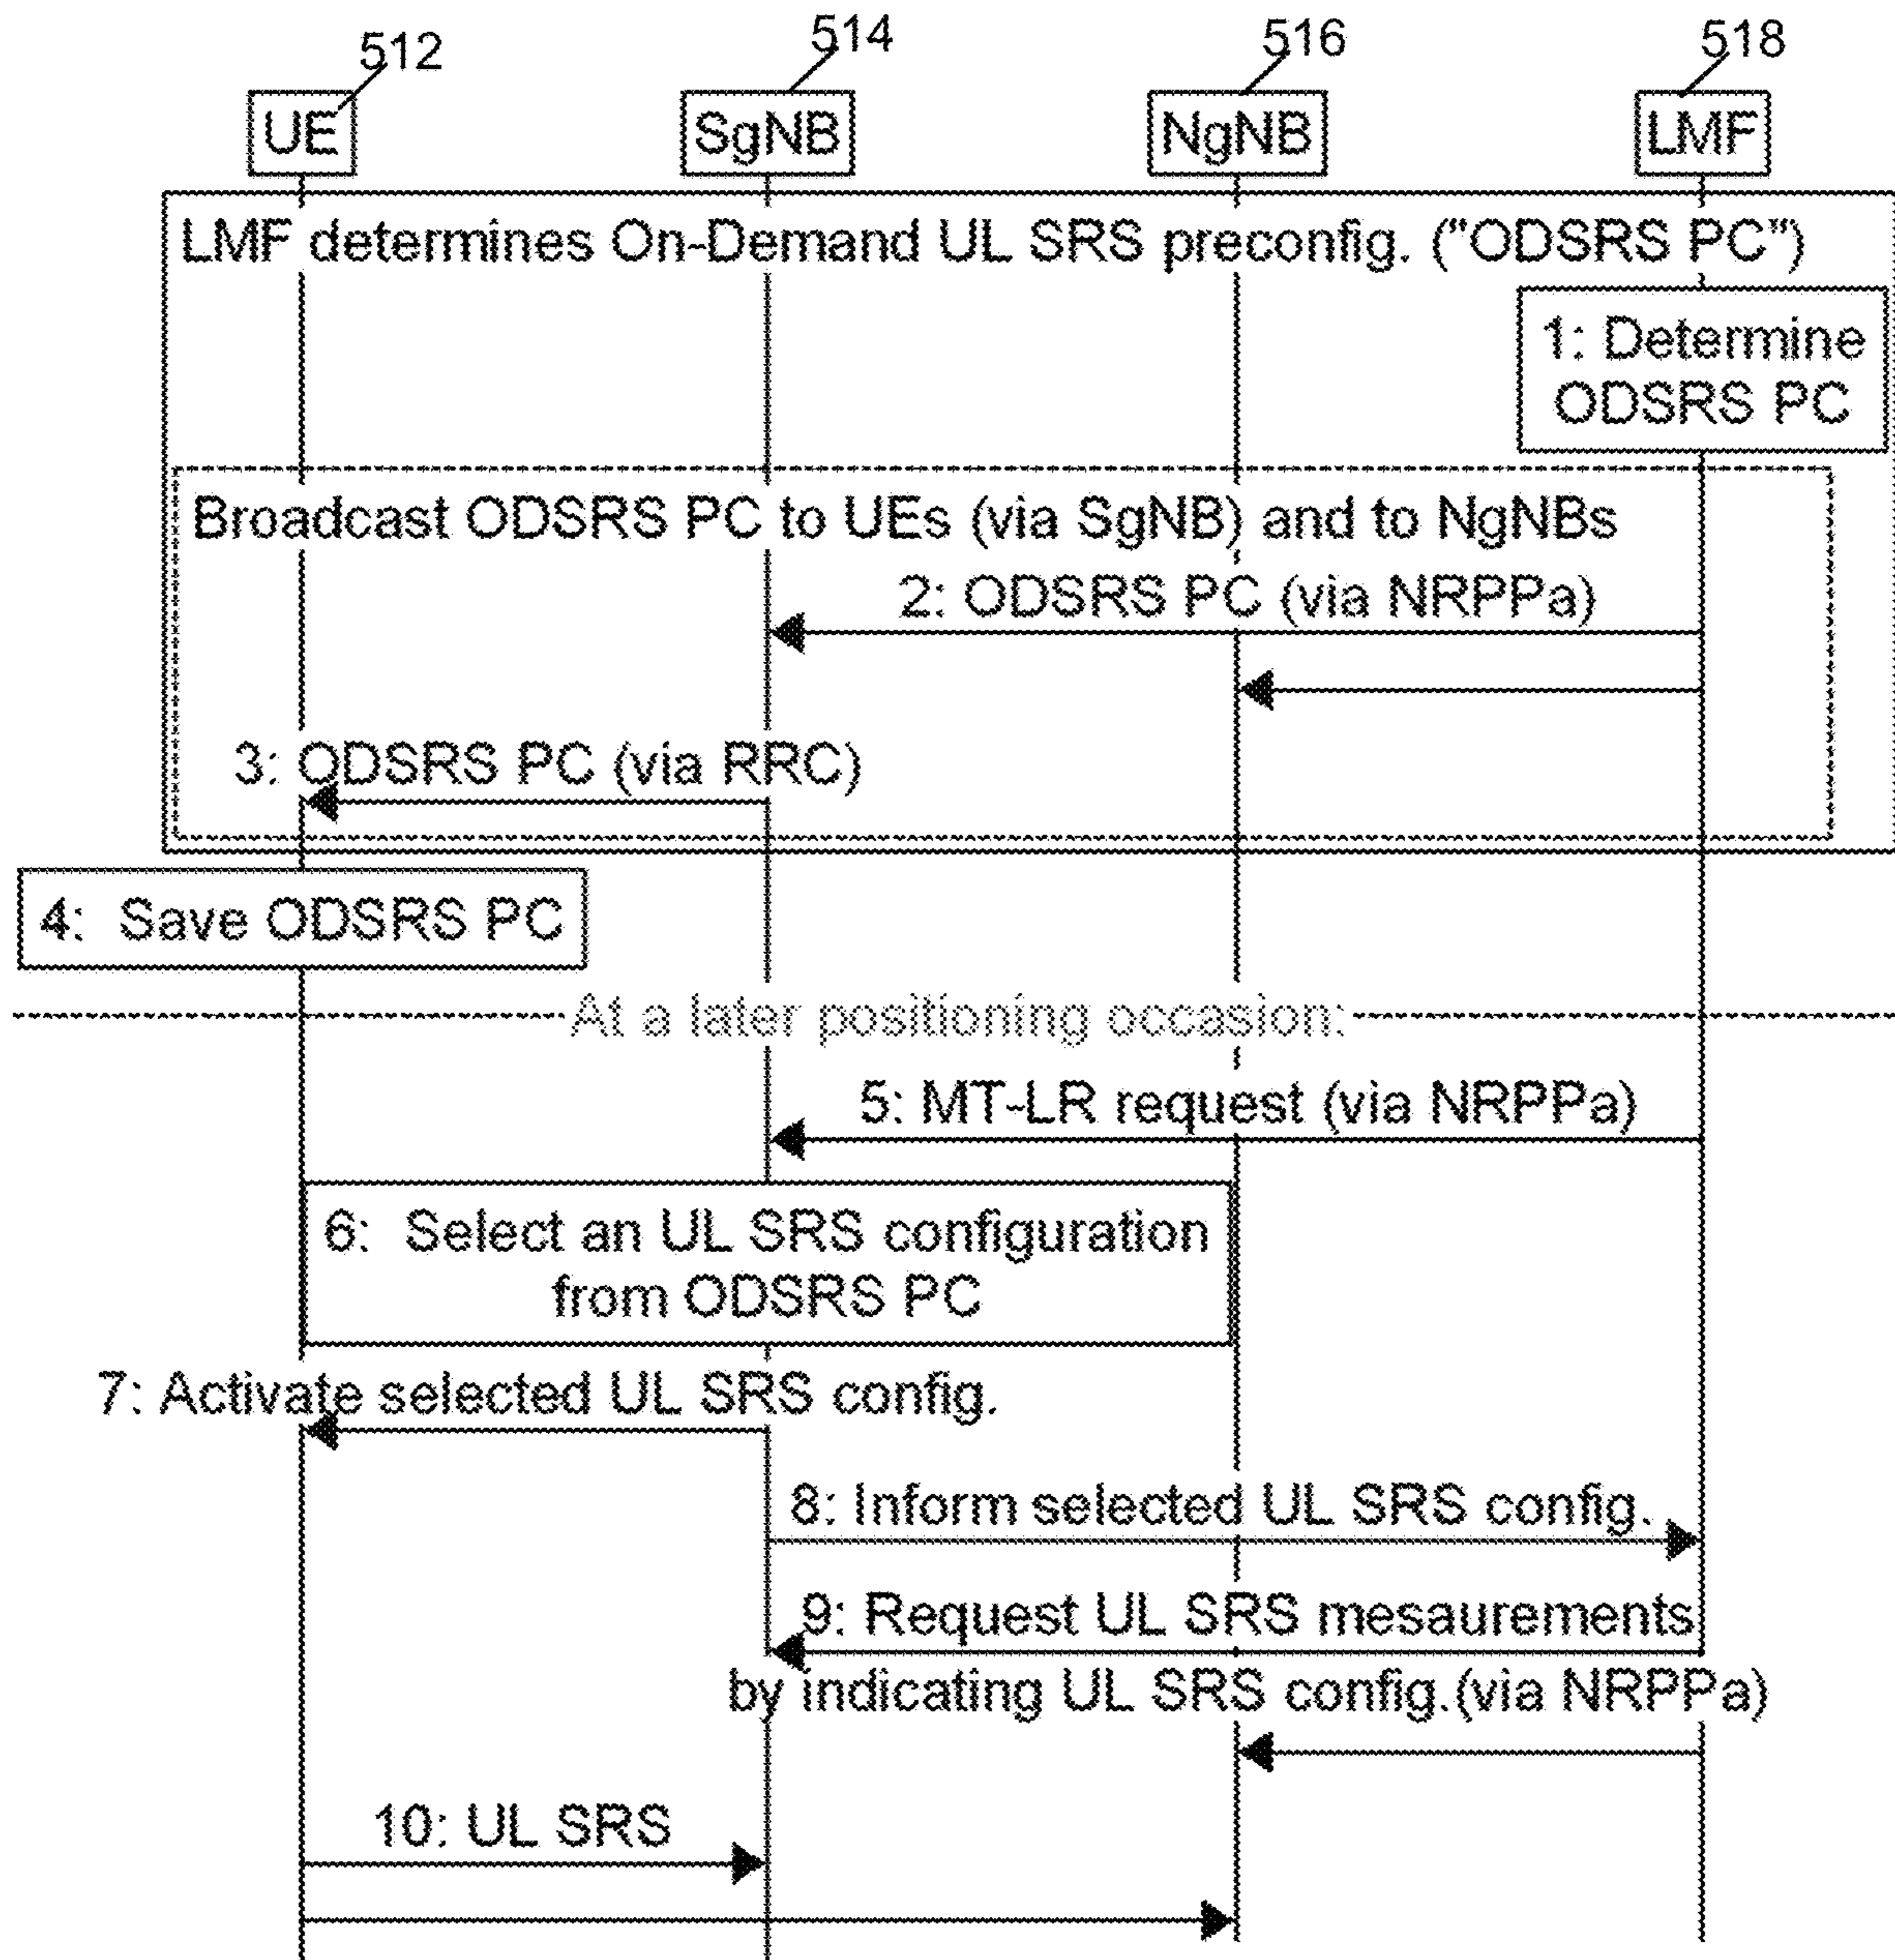 512
514
516
518
UE
SgNB
NgNB
LMF
LMF determines On-Demand UL SRS preconfig. ("ODSRS PC")
1: Determine
ODSRS PC
Broadcast ODSRS PC to UEs (via SgNB) and to NgNBs
2: ODSRS PC (via NRPPa)
3: ODSRS PC (via RRC)
4: Save ODSRS PC
At a later positioning occasion:
5: MT-LR request (via NRPPa)
6: Select an UL SRS configuration
from ODSRS PC
7: Activate selected UL SRS config.
8: Inform selected UL SRS config.
9: Request UL SRS mesaurements
by indicating UL SRS config.(via NRPPa)
10: UL SRS